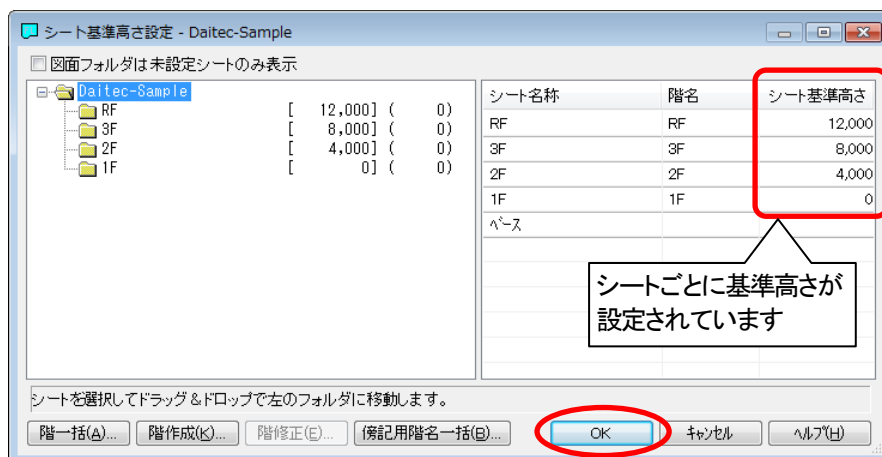 シート基準高さ設定 - Daitec-Sample
図面フォルダは未設定シートのみ表示
Daitec-Sample
RF [ 12,000] ( 0)
3F [ 8,000] ( 0)
2F [ 4,000] ( 0)
1F [ 0] ( 0)
シート名称 階名 シート基準高さ
RF RF 12,000
3F 3F 8,000
2F 2F 4,000
1F 1F 0
ﾍﾞｰｽ
シートごとに基準高さが
設定されています
シートを選択してドラッグ＆ドロップで左のフォルダに移動します。
階一括(A)... 階作成(K)... 階修正(E)... 傍記用階名一括(B)... OK ｷｬﾝｾﾙ ﾍﾙﾌﾟ(H)